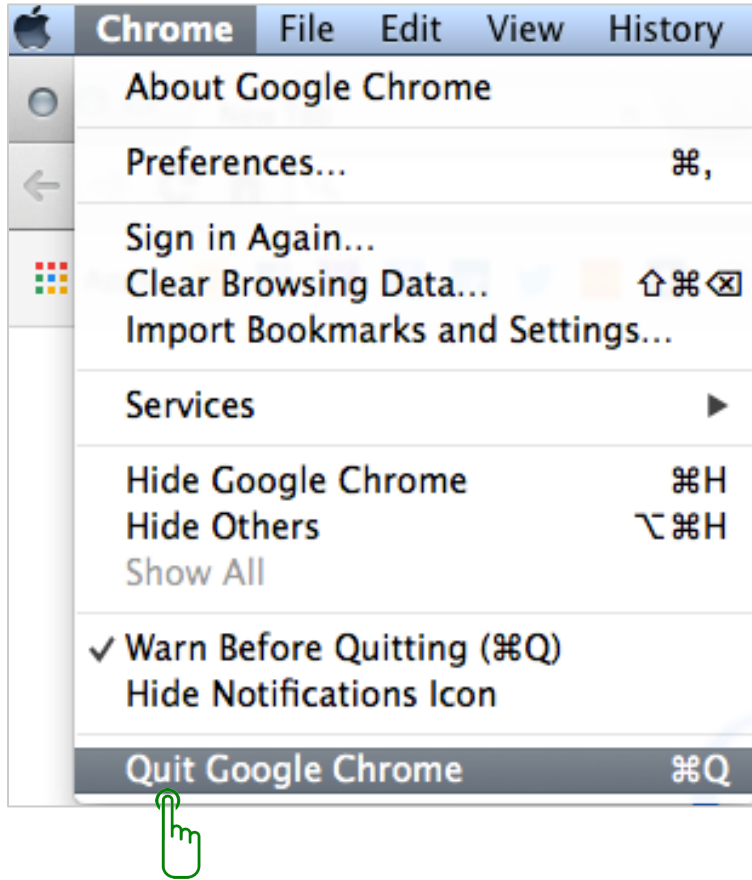 Chrome File Edit View History
About Google Chrome
Preferences... ⌘,
Sign in Again...
Clear Browsing Data... ⇧⌘⌫
Import Bookmarks and Settings...
Services ▶
Hide Google Chrome ⌘H
Hide Others ⌥⌘H
Show All
✓ Warn Before Quitting (⌘Q)
Hide Notifications Icon
Quit Google Chrome ⌘Q